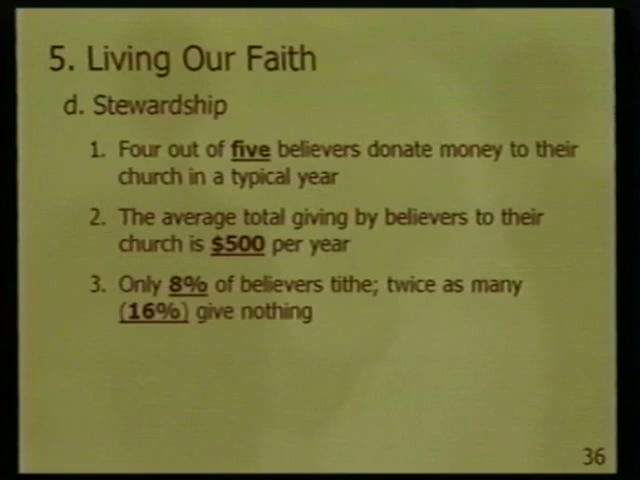 5. Living Our Faith
d. Stewardship
1. Four out of five believers donate money to their
church in a typical year
2. The average total giving by believers to their
church is $500 per year
3. Only 8% of believers tithe; twice as many
(16%) give nothing
36